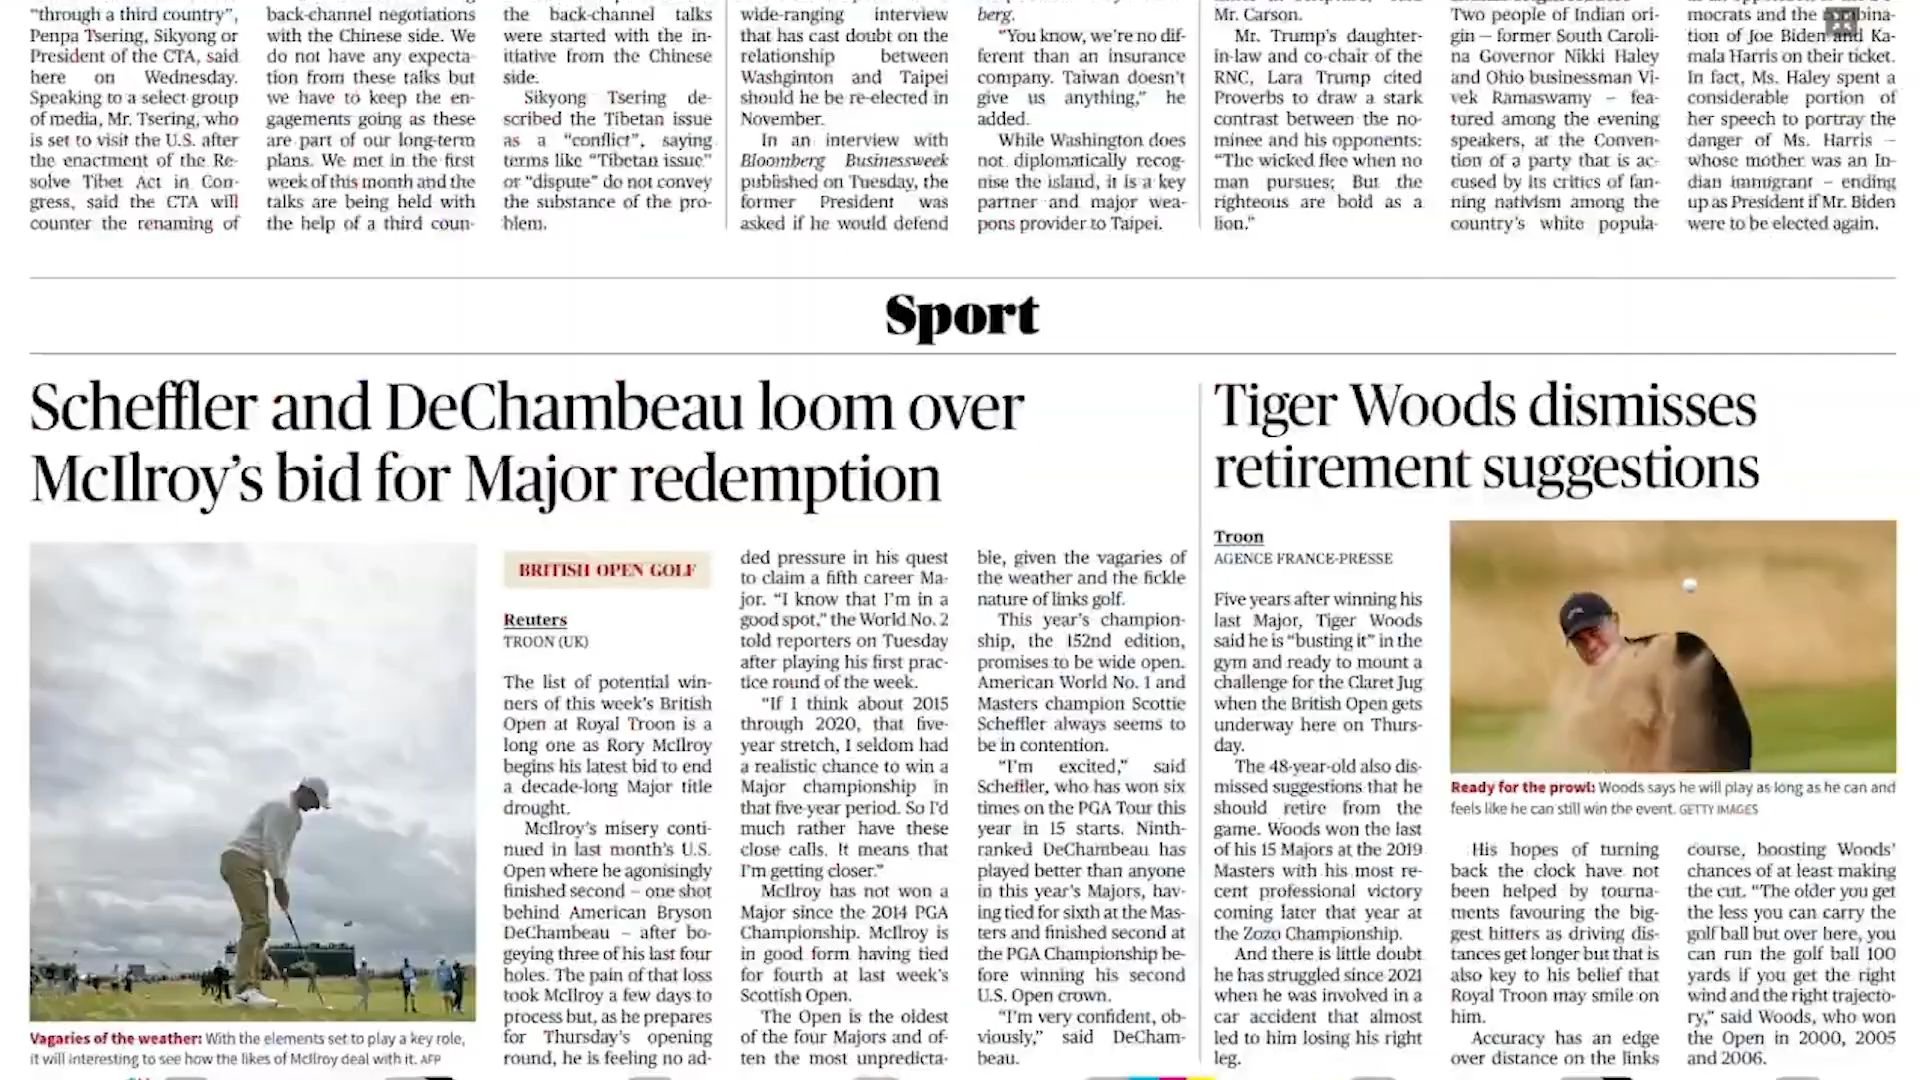 "through a third country",
Penpa Tsering, Sikyong or
President of the CTA, said
here on Wednesday.
Speaking to a select group
of media, Mr. Tsering, who
is set to visit the U.S. after
the enactment of the Re-
solve Tibet Act in Con-
gress, said the CTA will
counter the renaming of
back-channel negotiations
with the Chinese side. We
do not have any expecta-
tion from these talks but
we have to keep the en-
gagements going as these
are part of our long-term
plans. We met in the first
week of this month and the
talks are being held with
the help of a third coun-
the back-channel talks
were started with the in-
itiative from the Chinese
side.
Sikyong Tsering de-
scribed the Tibetan issue
as a "conflict", saying
terms like "Tibetan issue"
or "dispute" do not convey
the substance of the pro-
blem.
wide-ranging interview
that has cast doubt on the
relationship between
Washginton and Taipei
should he be re-elected in
November.
In an interview with
Bloomberg Businessweek
published on Tuesday, the
former President was
asked if he would defend
berg.
"You know, we're no dif-
ferent than an insurance
company. Taiwan doesn't
give us anything," he
added.
While Washington does
not diplomatically recog-
nise the island, it is a key
partner and major wea-
pons provider to Taipei.
Mr. Carson.
Mr. Trump's daughter-
in-law and co-chair of the
RNC, Lara Trump cited
Proverbs to draw a stark
contrast between the no-
minee and his opponents:
"The wicked flee when no
man pursues; But the
righteous are bold as a
lion."
Two people of Indian ori-
gin – former South Caroli-
na Governor Nikki Haley
and Ohio businessman Vi-
vek Ramaswamy – fea-
tured among the evening
speakers, at the Conven-
tion of a party that is ac-
cused by its critics of fan-
ning nativism among the
country's white popula-
mocrats and the combina-
tion of Joe Biden and Ka-
mala Harris on their ticket.
In fact, Ms. Haley spent a
considerable portion of
her speech to portray the
danger of Ms. Harris –
whose mother was an In-
dian immigrant – ending
up as President if Mr. Biden
were to be elected again.
Sport
Scheffler and DeChambeau loom over
McIlroy's bid for Major redemption
Vagaries of the weather: With the elements set to play a key role,
it will interesting to see how the likes of McIlroy deal with it. AFP
BRITISH OPEN GOLF
Reuters
TROON (UK)
The list of potential win-
ners of this week's British
Open at Royal Troon is a
long one as Rory McIlroy
begins his latest bid to end
a decade-long Major title
drought.
McIlroy's misery conti-
nued in last month's U.S.
Open where he agonisingly
finished second – one shot
behind American Bryson
DeChambeau – after bo-
geying three of his last four
holes. The pain of that loss
took McIlroy a few days to
process but, as he prepares
for Thursday's opening
round, he is feeling no ad-
ded pressure in his quest
to claim a fifth career Ma-
jor. "I know that I'm in a
good spot," the World No. 2
told reporters on Tuesday
after playing his first prac-
tice round of the week.
"If I think about 2015
through 2020, that five-
year stretch, I seldom had
a realistic chance to win a
Major championship in
that five-year period. So I'd
much rather have these
close calls. It means that
I'm getting closer."
McIlroy has not won a
Major since the 2014 PGA
Championship. McIlroy is
in good form having tied
for fourth at last week's
Scottish Open.
The Open is the oldest
of the four Majors and of-
ten the most unpredicta-
ble, given the vagaries of
the weather and the fickle
nature of links golf.
This year's champion-
ship, the 152nd edition,
promises to be wide open.
American World No. 1 and
Masters champion Scottie
Scheffler always seems to
be in contention.
"I'm excited," said
Scheffler, who has won six
times on the PGA Tour this
year in 15 starts. Ninth-
ranked DeChambeau has
played better than anyone
in this year's Majors, hav-
ing tied for sixth at the Mas-
ters and finished second at
the PGA Championship be-
fore winning his second
U.S. Open crown.
"I'm very confident, ob-
viously," said DeCham-
beau.
Tiger Woods dismisses
retirement suggestions
Troon
AGENCE FRANCE-PRESSE
Five years after winning his
last Major, Tiger Woods
said he is "busting it" in the
gym and ready to mount a
challenge for the Claret Jug
when the British Open gets
underway here on Thurs-
day.
The 48-year-old also dis-
missed suggestions that he
should retire from the
game. Woods won the last
of his 15 Majors at the 2019
Masters with his most re-
cent professional victory
coming later that year at
the Zozo Championship.
And there is little doubt
he has struggled since 2021
when he was involved in a
car accident that almost
led to him losing his right
leg.
Ready for the prowl: Woods says he will play as long as he can and
feels like he can still win the event. GETTY IMAGES
His hopes of turning
back the clock have not
been helped by tourna-
ments favouring the big-
gest hitters as driving dis-
tances get longer but that is
also key to his belief that
Royal Troon may smile on
him.
Accuracy has an edge
over distance on the links
course, boosting Woods'
chances of at least making
the cut. "The older you get
the less you can carry the
golf ball but over here, you
can run the golf ball 100
yards if you get the right
wind and the right trajecto-
ry," said Woods, who won
the Open in 2000, 2005
and 2006.